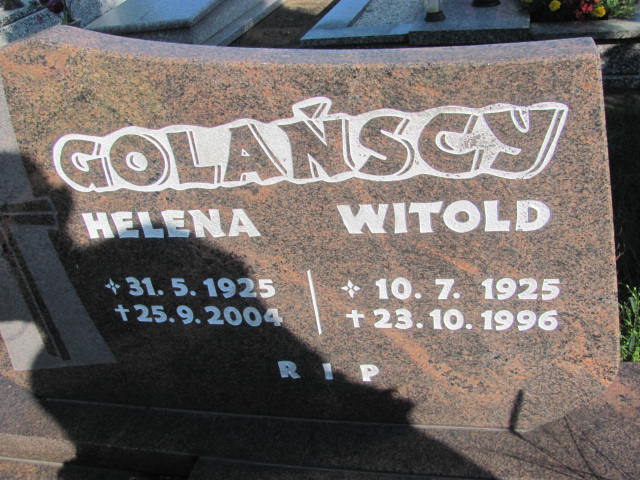 GOLAŃSCY
HELENA WITOLD
✧ 31. 5. 1925 ✧ 10. 7. 1925
✝ 25. 9. 2004 ✝ 23. 10. 1996
R I P